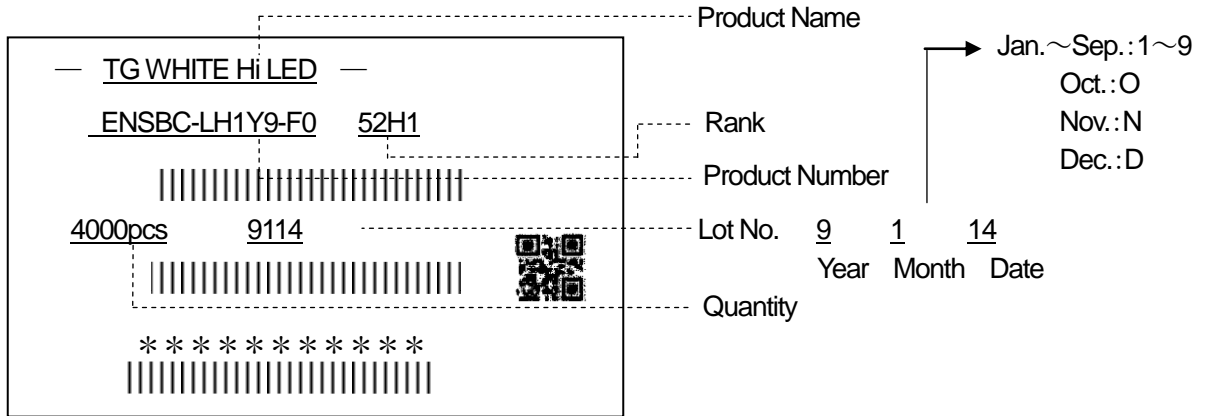 Product Name
— TG WHITE Hi LED —
ENSBC-LH1Y9-F0 52H1
Rank
Product Number
4000pcs 9114
Lot No. 9 1 14
Year Month Date
Quantity
***********
Jan.~Sep.:1~9
Oct.:O
Nov.:N
Dec.:D